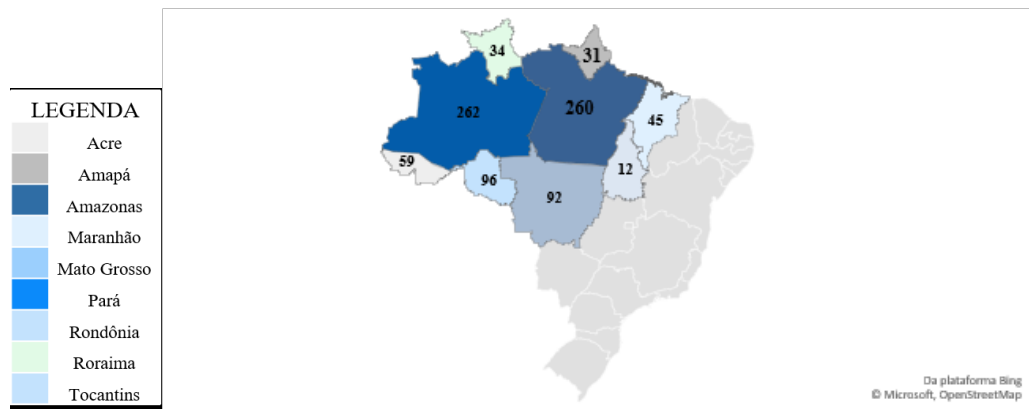 LEGENDA
Acre
Amapá
Amazonas
Maranhão
Mato Grosso
Pará
Rondônia
Roraima
Tocantins
34
31
262
260
45
59
96
92
12
Da plataforma Bing
© Microsoft, OpenStreetMap